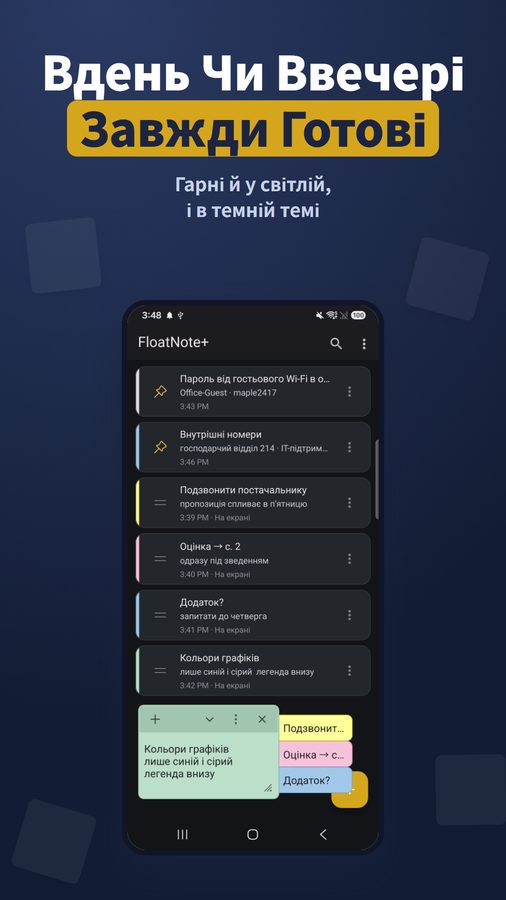 Вдень Чи Ввечері
Завжди Готові
Гарні й у світлій,
і в темній темі
3:48
100
FloatNote+
Пароль від гостьового Wi-Fi в о...
Office-Guest · maple2417
3:43 PM
Внутрішні номери
господарчий відділ 214 · ІТ-підтрим...
3:46 PM
Подзвонити постачальнику
пропозиція спливає в п'ятницю
3:39 PM · На екрані
Оцінка → с. 2
одразу під зведенням
3:40 PM · На екрані
Додаток?
запитати до четверга
3:41 PM · На екрані
Кольори графіків
лише синій і сірий легенда внизу
3:42 PM · На екрані
Кольори графіків
лише синій і сірий
легенда внизу
Подзвонит...
Оцінка → с...
Додаток?